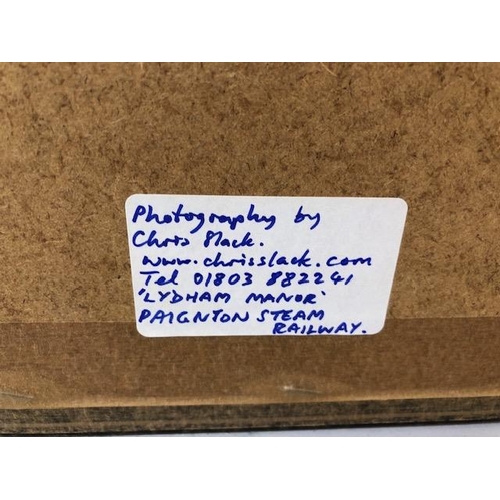 Photography by
Chris Slack.
www.chrisslack.com
Tel 01803 882241
'LYDHAM MANOR'
PAIGNTON STEAM
RAILWAY.